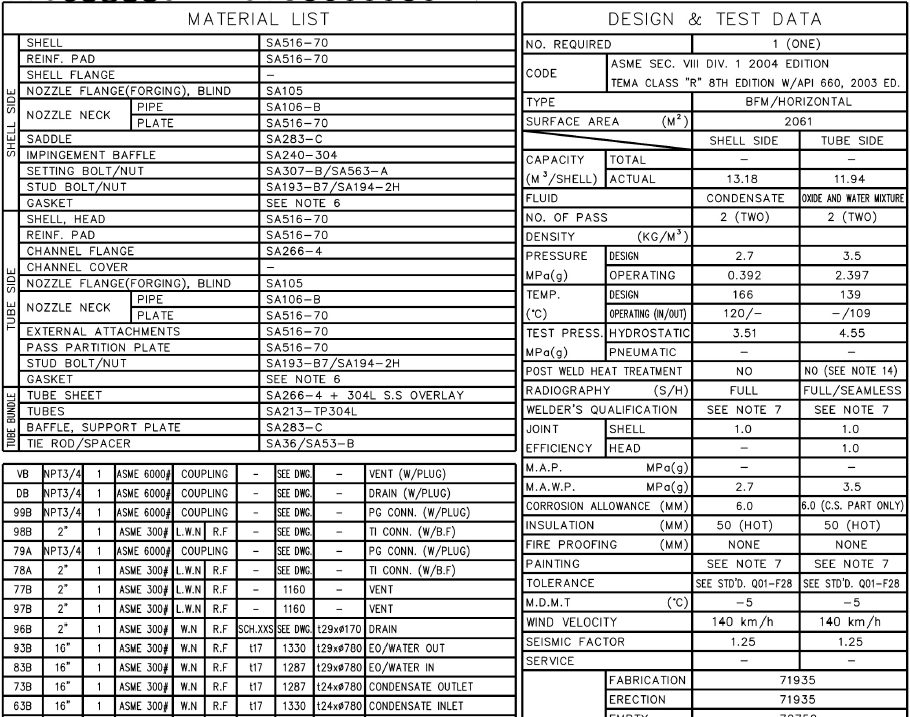 MATERIAL LIST
SHELL SIDE
SHELL SA516-70
REINF. PAD SA516-70
SHELL FLANGE -
NOZZLE FLANGE(FORGING), BLIND SA105
NOZZLE NECK PIPE SA106-B
PLATE SA516-70
SADDLE SA283-C
IMPINGEMENT BAFFLE SA240-304
SETTING BOLT/NUT SA307-B/SA563-A
STUD BOLT/NUT SA193-B7/SA194-2H
GASKET SEE NOTE 6
TUBE SIDE
SHELL, HEAD SA516-70
REINF. PAD SA516-70
CHANNEL FLANGE SA266-4
CHANNEL COVER -
NOZZLE FLANGE(FORGING), BLIND SA105
NOZZLE NECK PIPE SA106-B
PLATE SA516-70
EXTERNAL ATTACHMENTS SA516-70
PASS PARTITION PLATE SA516-70
STUD BOLT/NUT SA193-B7/SA194-2H
GASKET SEE NOTE 6
TUBE BUNDLE
TUBE SHEET SA266-4 + 304L S.S OVERLAY
TUBES SA213-TP304L
BAFFLE, SUPPORT PLATE SA283-C
TIE ROD/SPACER SA36/SA53-B
VB NPT3/4 1 ASME 6000# COUPLING - SEE DWG. - VENT (W/PLUG)
DB NPT3/4 1 ASME 6000# COUPLING - SEE DWG. - DRAIN (W/PLUG)
99B NPT3/4 1 ASME 6000# COUPLING - SEE DWG. - PG CONN. (W/PLUG)
98B 2" 1 ASME 300# L.W.N R.F - SEE DWG. - TI CONN. (W/B.F)
79A NPT3/4 1 ASME 6000# COUPLING - SEE DWG. - PG CONN. (W/PLUG)
78A 2" 1 ASME 300# L.W.N R.F - SEE DWG. - TI CONN. (W/B.F)
77B 2" 1 ASME 300# L.W.N R.F - 1160 - VENT
97B 2" 1 ASME 300# L.W.N R.F - 1160 - VENT
96B 2" 1 ASME 300# W.N R.F SCH.XXS SEE DWG. t29xø170 DRAIN
93B 16" 1 ASME 300# W.N R.F t17 1330 t29xø780 EO/WATER OUT
83B 16" 1 ASME 300# W.N R.F t17 1287 t29xø780 EO/WATER IN
73B 16" 1 ASME 300# W.N R.F t17 1287 t24xø780 CONDENSATE OUTLET
63B 16" 1 ASME 300# W.N R.F t17 1330 t24xø780 CONDENSATE INLET
DESIGN & TEST DATA
NO. REQUIRED 1 (ONE)
CODE ASME SEC. VIII DIV. 1 2004 EDITION
TEMA CLASS "R" 8TH EDITION W/API 660, 2003 ED.
TYPE BFM/HORIZONTAL
SURFACE AREA (M²) 2061
SHELL SIDE TUBE SIDE
CAPACITY TOTAL - -
(M³/SHELL) ACTUAL 13.18 11.94
FLUID CONDENSATE OXIDE AND WATER MIXTURE
NO. OF PASS 2 (TWO) 2 (TWO)
DENSITY (KG/M³)
PRESSURE DESIGN 2.7 3.5
MPa(g) OPERATING 0.392 2.397
TEMP. DESIGN 166 139
(°C) OPERATING (IN/OUT) 120/- -/109
TEST PRESS. HYDROSTATIC 3.51 4.55
MPa(g) PNEUMATIC - -
POST WELD HEAT TREATMENT NO NO (SEE NOTE 14)
RADIOGRAPHY (S/H) FULL FULL/SEAMLESS
WELDER'S QUALIFICATION SEE NOTE 7 SEE NOTE 7
JOINT SHELL 1.0 1.0
EFFICIENCY HEAD - 1.0
M.A.P. MPa(g) - -
M.A.W.P. MPa(g) 2.7 3.5
CORROSION ALLOWANCE (MM) 6.0 6.0 (C.S. PART ONLY)
INSULATION (MM) 50 (HOT) 50 (HOT)
FIRE PROOFING (MM) NONE NONE
PAINTING SEE NOTE 7 SEE NOTE 7
TOLERANCE SEE STD'D. Q01-F28 SEE STD'D. Q01-F28
M.D.M.T (°C) -5 -5
WIND VELOCITY 140 km/h 140 km/h
SEISMIC FACTOR 1.25 1.25
SERVICE - -
FABRICATION 71935
ERECTION 71935